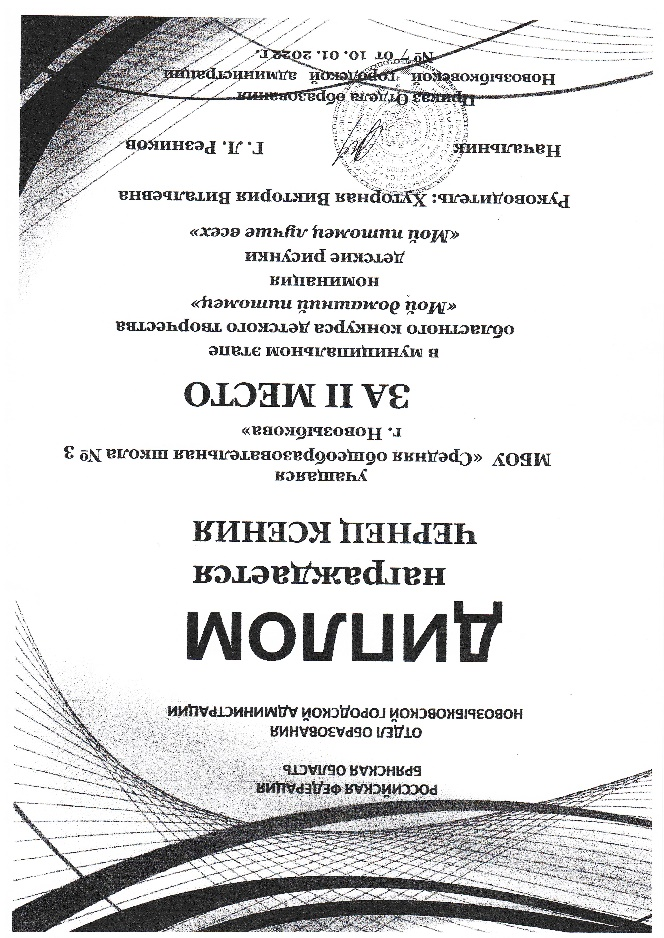 РОССИЙСКАЯ ФЕДЕРАЦИЯ
БРЯНСКАЯ ОБЛАСТЬ
ОТДЕЛ ОБРАЗОВАНИЯ
НОВОЗЫБКОВСКОЙ ГОРОДСКОЙ АДМИНИСТРАЦИИ
ДИПЛОМ
награждается
ЧЕРНЕЦ КСЕНИЯ
учащаяся
МБОУ «Средняя общеобразовательная школа № 3
г. Новозыбкова»
ЗА II МЕСТО
в муниципальном этапе
областного конкурса детского творчества
«Мой домашний питомец»
номинация
детские рисунки
«Мой питомец лучше всех»
Руководитель: Хуторная Виктория Витальевна
Начальник Г. Л. Резников
Приказ Отдела образования
Новозыбковской городской администрации
№ 7 от 10. 01. 2022г.